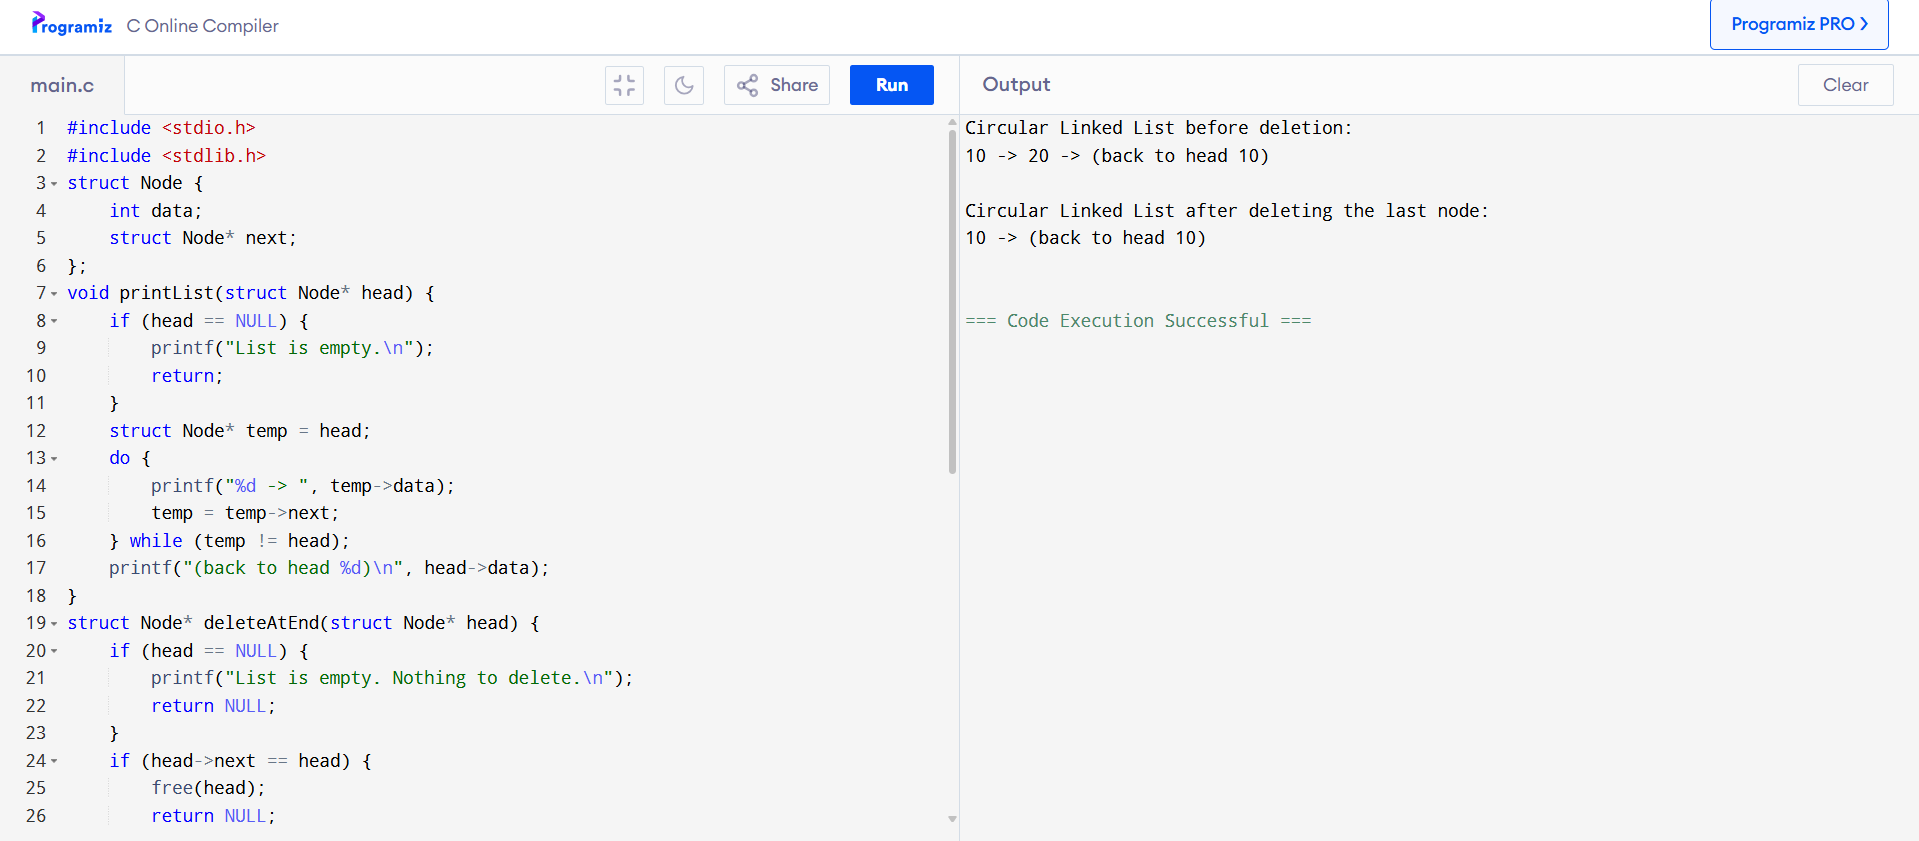 Programiz C Online Compiler
Programiz PRO
main.c
Share
Run
Output
Clear
1 #include <stdio.h>
2 #include <stdlib.h>
3 struct Node {
4     int data;
5     struct Node* next;
6 };
7 void printList(struct Node* head) {
8     if (head == NULL) {
9         printf("List is empty.\n");
10         return;
11     }
12     struct Node* temp = head;
13     do {
14         printf("%d -> ", temp->data);
15         temp = temp->next;
16     } while (temp != head);
17     printf("(back to head %d)\n", head->data);
18 }
19 struct Node* deleteAtEnd(struct Node* head) {
20     if (head == NULL) {
21         printf("List is empty. Nothing to delete.\n");
22         return NULL;
23     }
24     if (head->next == head) {
25         free(head);
26         return NULL;
Circular Linked List before deletion:
10 -> 20 -> (back to head 10)
Circular Linked List after deleting the last node:
10 -> (back to head 10)
=== Code Execution Successful ===